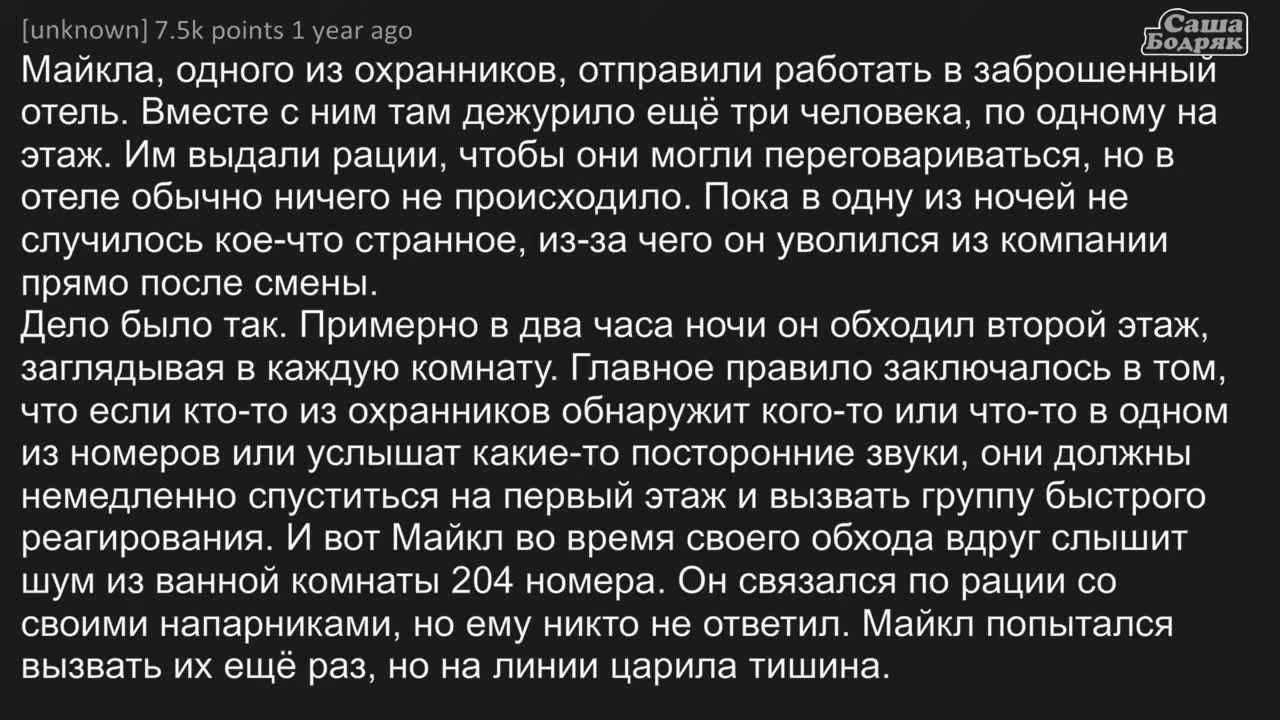 [unknown] 7.5k points 1 year ago
Саша
Бодряк
Майкла, одного из охранников, отправили работать в заброшенный
отель. Вместе с ним там дежурило ещё три человека, по одному на
этаж. Им выдали рации, чтобы они могли переговариваться, но в
отеле обычно ничего не происходило. Пока в одну из ночей не
случилось кое-что странное, из-за чего он уволился из компании
прямо после смены.
Дело было так. Примерно в два часа ночи он обходил второй этаж,
заглядывая в каждую комнату. Главное правило заключалось в том,
что если кто-то из охранников обнаружит кого-то или что-то в одном
из номеров или услышат какие-то посторонние звуки, они должны
немедленно спуститься на первый этаж и вызвать группу быстрого
реагирования. И вот Майкл во время своего обхода вдруг слышит
шум из ванной комнаты 204 номера. Он связался по рации со
своими напарниками, но ему никто не ответил. Майкл попытался
вызвать их ещё раз, но на линии царила тишина.